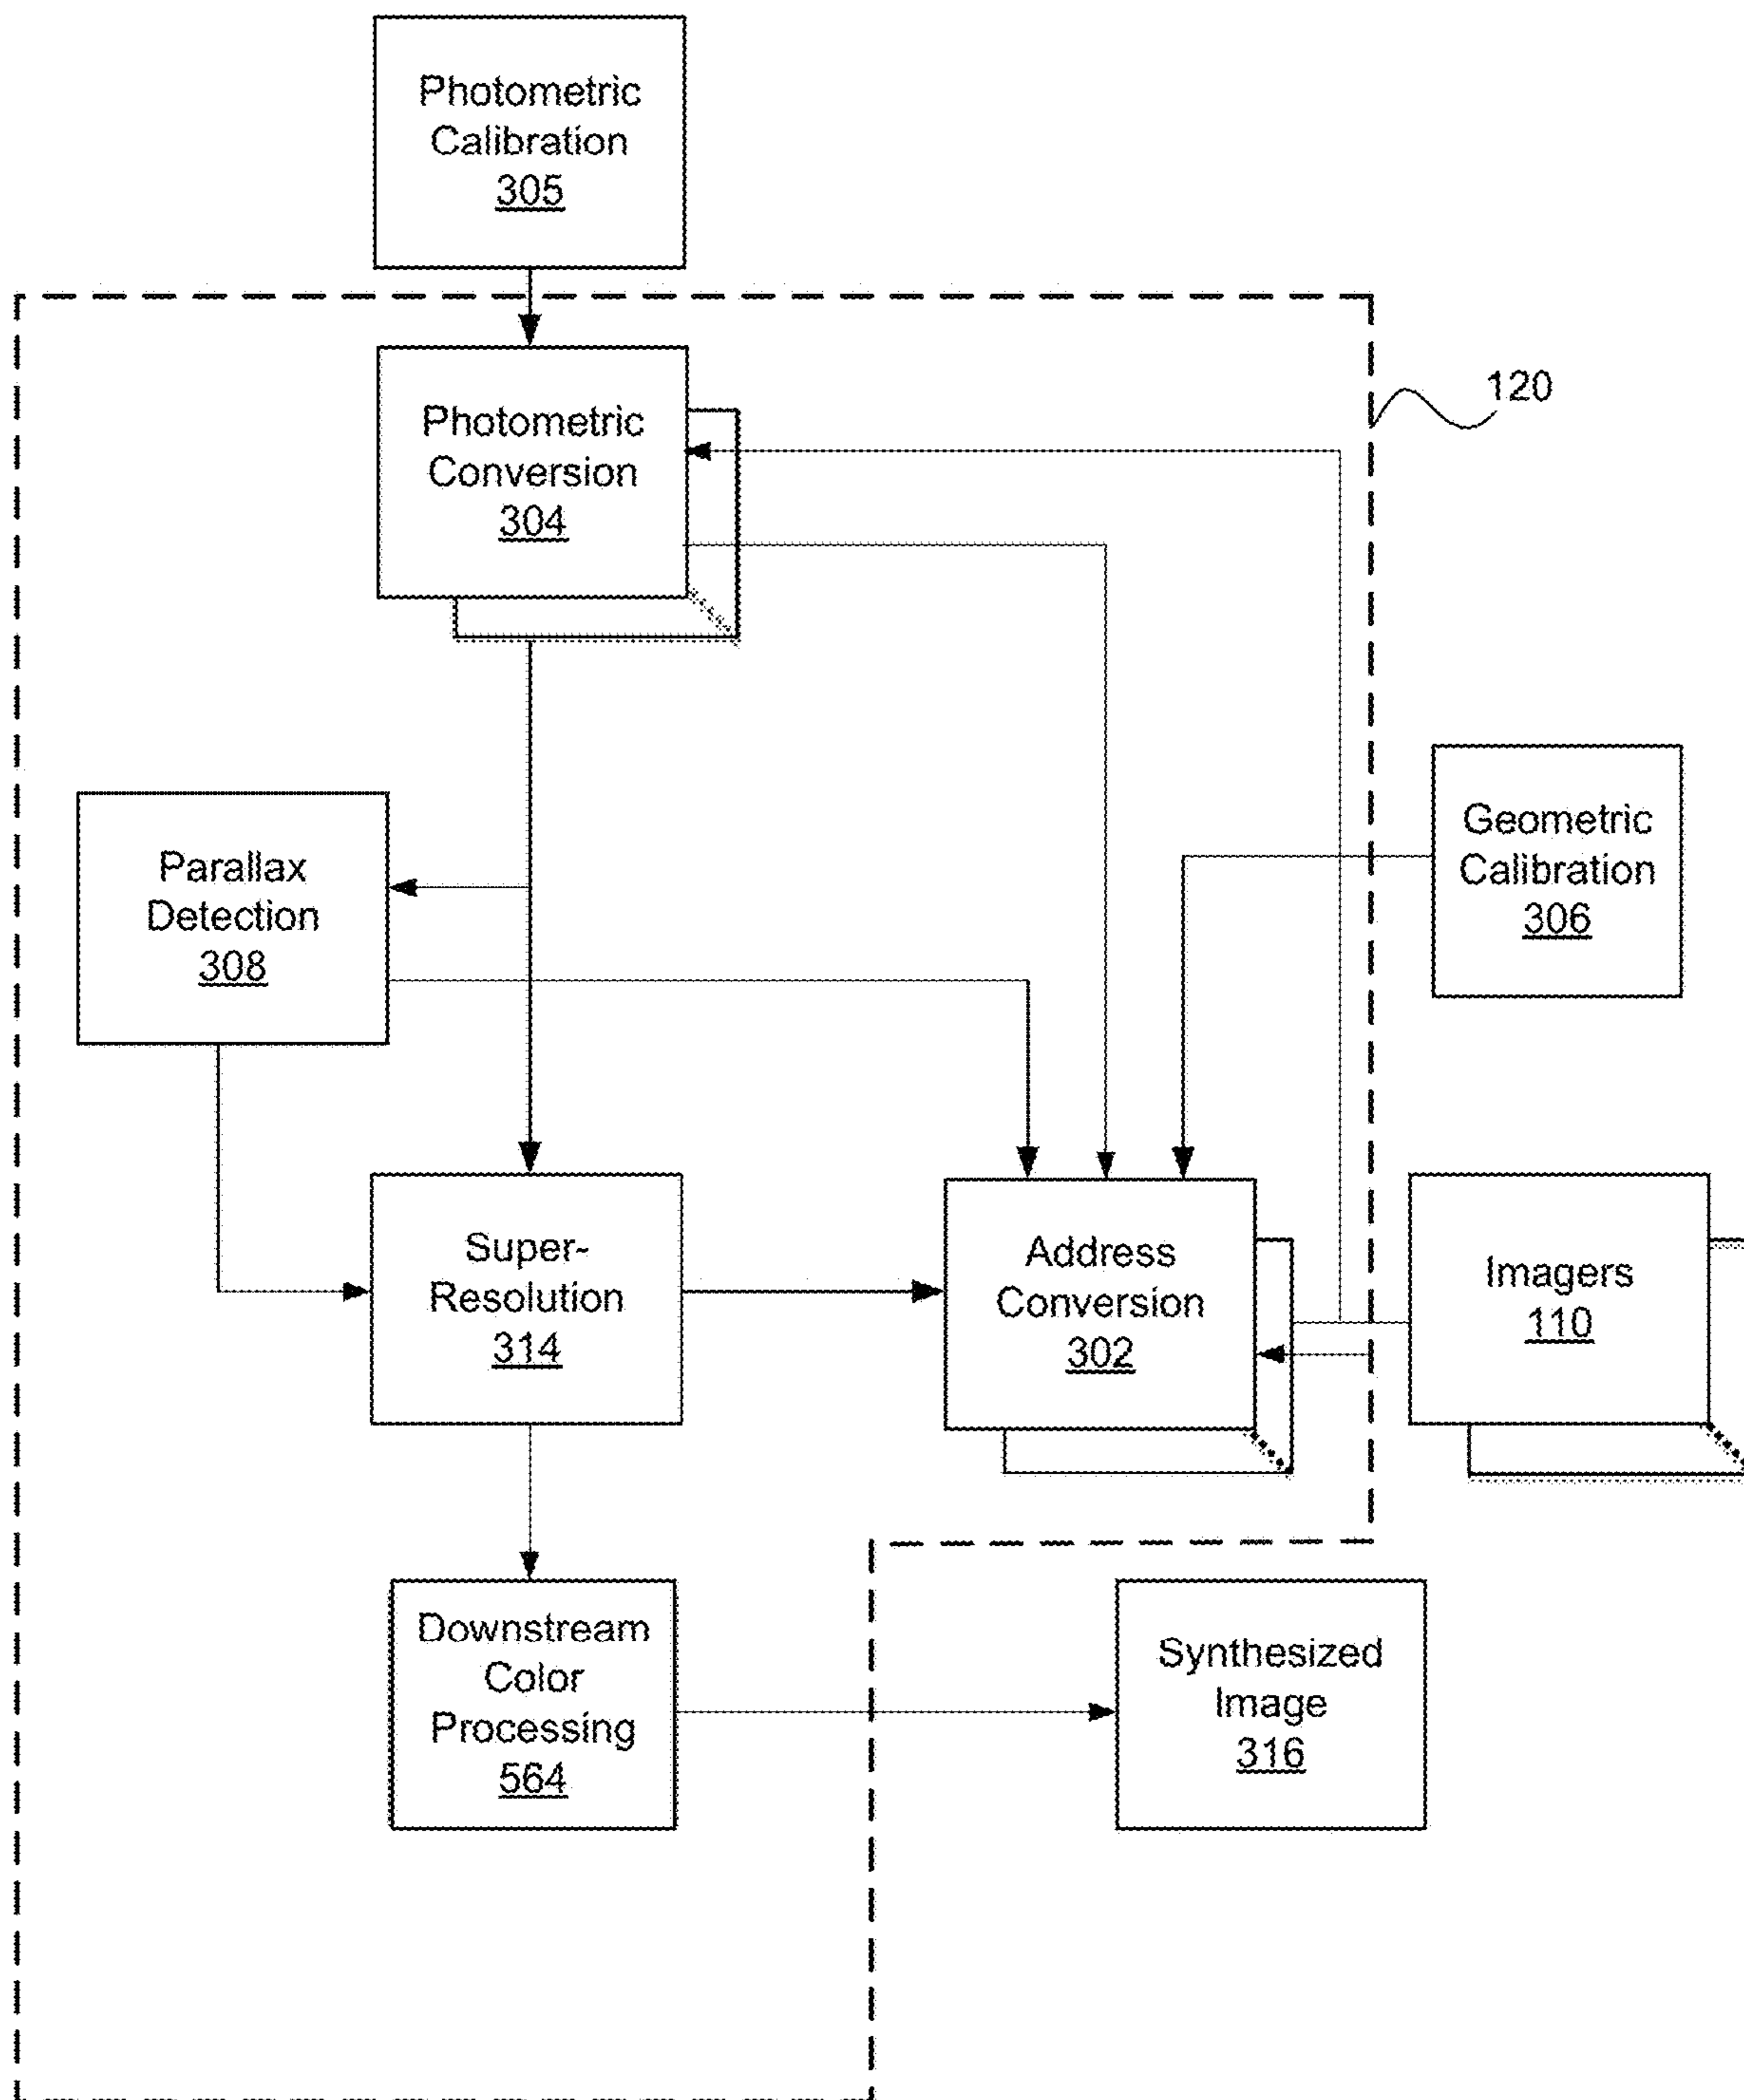 Photometric
Calibration
305
Photometric
Conversion
304
120
Parallax
Detection
308
Geometric
Calibration
306
Super-
Resolution
314
Address
Conversion
302
Imagers
110
Downstream
Color
Processing
564
Synthesized
Image
316